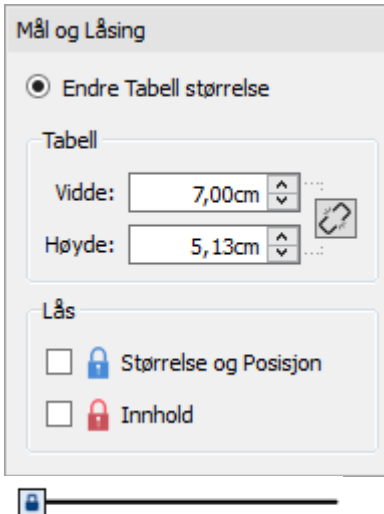 Mål og Låsing
Endre Tabell størrelse
Tabell
Vidde: 7,00cm
Høyde: 5,13cm
Lås
Størrelse og Posisjon
Innhold